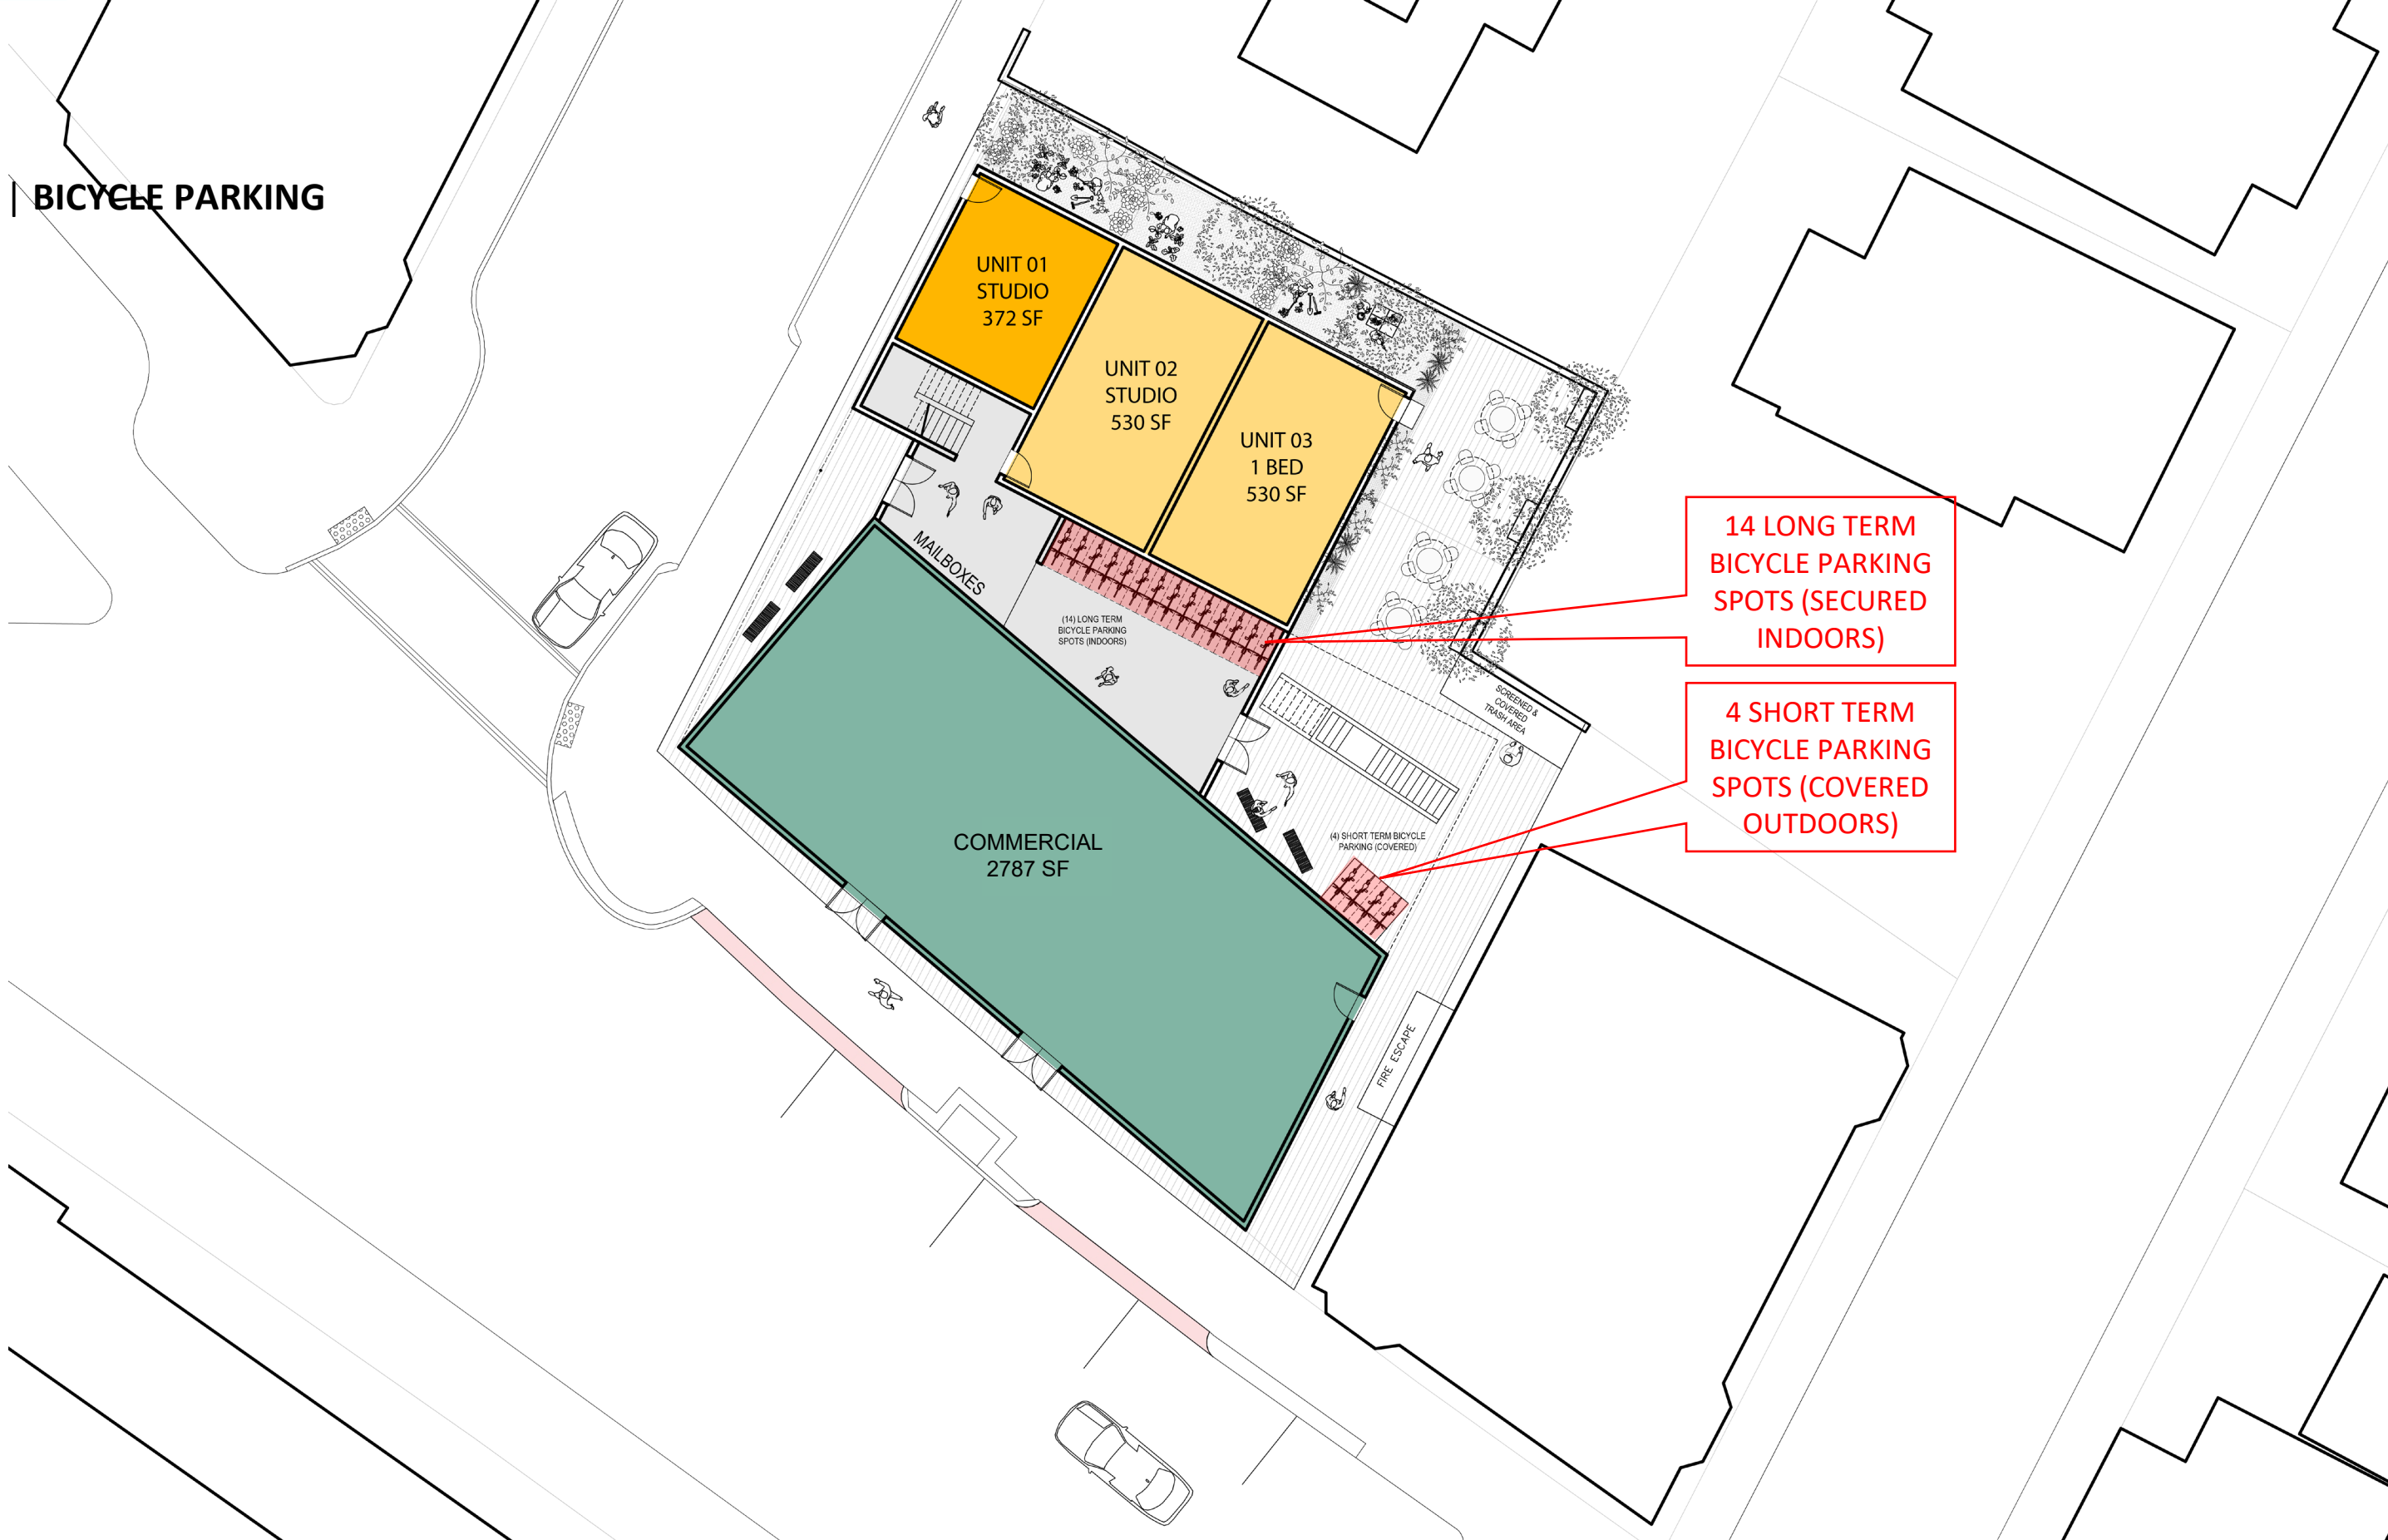 | BICYCLE PARKING
UNIT 01
STUDIO
372 SF
UNIT 02
STUDIO
530 SF
UNIT 03
1 BED
530 SF
MAILBOXES
(14) LONG TERM
BICYCLE PARKING
SPOTS (INDOORS)
14 LONG TERM
BICYCLE PARKING
SPOTS (SECURED
INDOORS)
SCREENED &
COVERED
TRASH AREA
4 SHORT TERM
BICYCLE PARKING
SPOTS (COVERED
OUTDOORS)
(4) SHORT TERM BICYCLE
PARKING (COVERED)
COMMERCIAL
2787 SF
FIRE ESCAPE